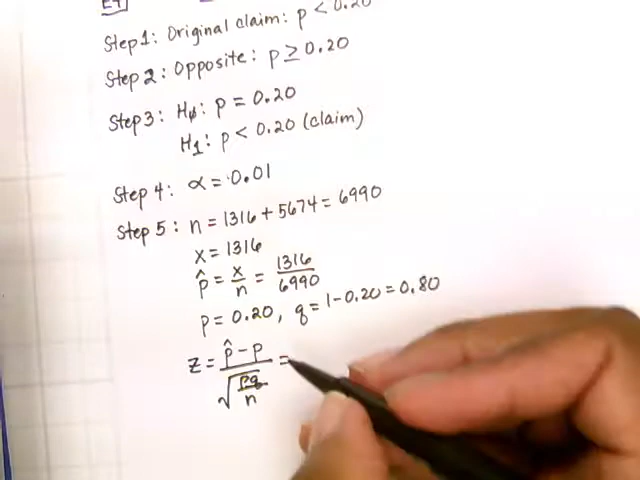 E4
Step 1: Original claim: p < 0.20
Step 2: Opposite: p ≥ 0.20
Step 3: H∅: p = 0.20
H1: p < 0.20 (claim)
Step 4: α = 0.01
Step 5: n = 1316 + 5674 = 6990
x = 1316
p̂ = x/n = 1316/6990
p = 0.20, q = 1 - 0.20 = 0.80
z = (p̂ - p)/√(pq/n) =